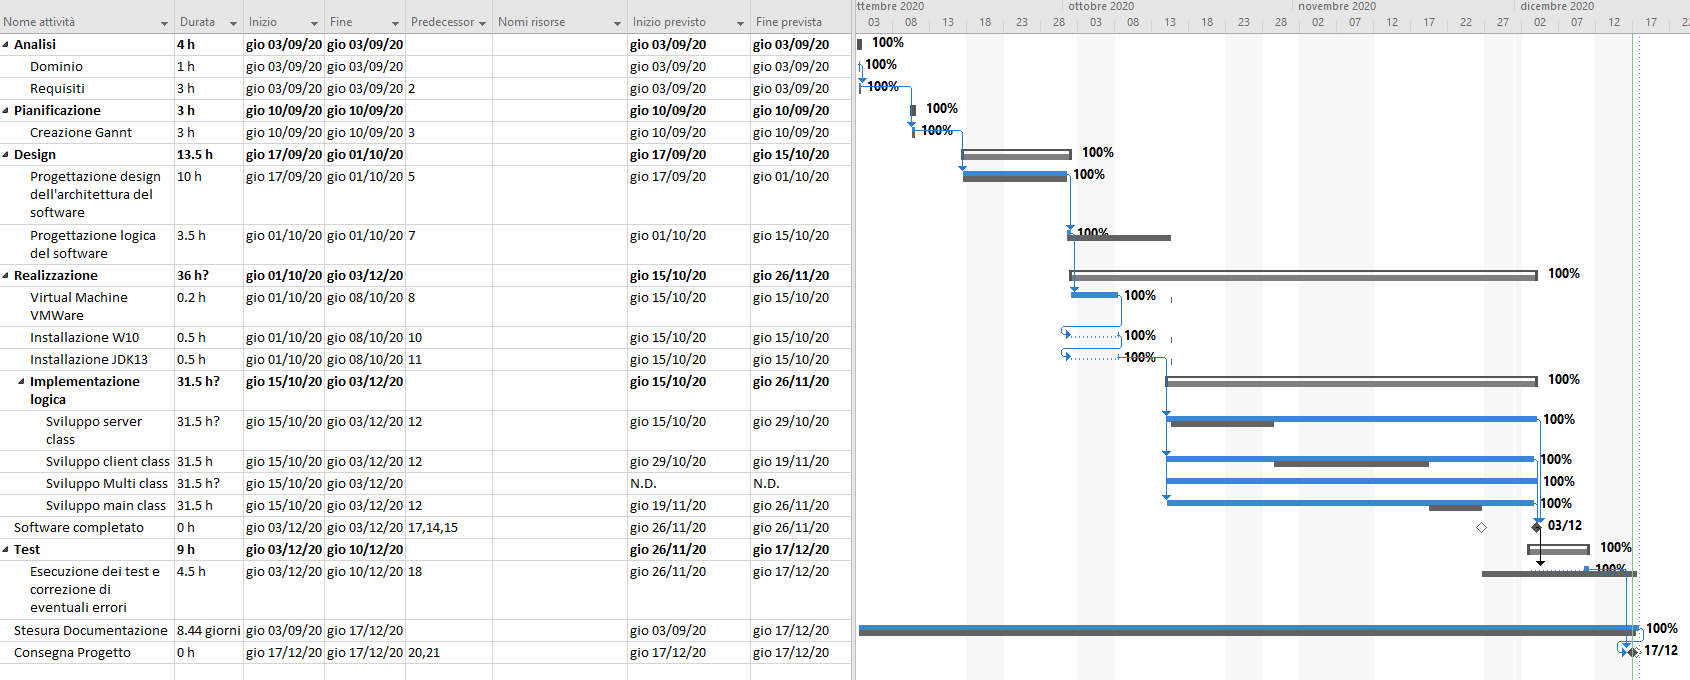 Nome attività Durata Inizio Fine Predecessor Nomi risorse Inizio previsto Fine prevista
ttembre 2020 ottobre 2020 novembre 2020 dicembre 2020
03 08 13 18 23 28 03 08 13 18 23 28 02 07 12 17 22 27 02 07 12 17 22
Analisi 4 h gio 03/09/20 gio 03/09/20 gio 03/09/20 gio 03/09/20 100%
Dominio 1 h gio 03/09/20 gio 03/09/20 gio 03/09/20 gio 03/09/20 100%
Requisiti 3 h gio 03/09/20 gio 03/09/20 2 gio 03/09/20 gio 03/09/20 100%
Pianificazione 3 h gio 10/09/20 gio 10/09/20 gio 10/09/20 gio 10/09/20 100%
Creazione Gannt 3 h gio 10/09/20 gio 10/09/20 3 gio 10/09/20 gio 10/09/20 100%
Design 13.5 h gio 17/09/20 gio 01/10/20 gio 17/09/20 gio 15/10/20 100%
Progettazione design 10 h gio 17/09/20 gio 01/10/20 5 gio 17/09/20 gio 01/10/20 100%
dell'architettura del
software
Progettazione logica 3.5 h gio 01/10/20 gio 01/10/20 7 gio 01/10/20 gio 15/10/20 100%
del software
Realizzazione 36 h? gio 01/10/20 gio 03/12/20 gio 15/10/20 gio 26/11/20 100%
Virtual Machine 0.2 h gio 01/10/20 gio 08/10/20 8 gio 15/10/20 gio 15/10/20 100%
VMWare
Installazione W10 0.5 h gio 01/10/20 gio 08/10/20 10 gio 15/10/20 gio 15/10/20 100%
Installazione JDK13 0.5 h gio 01/10/20 gio 08/10/20 11 gio 15/10/20 gio 15/10/20 100%
Implementazione 31.5 h? gio 15/10/20 gio 03/12/20 gio 15/10/20 gio 26/11/20 100%
logica
Sviluppo server 31.5 h? gio 15/10/20 gio 03/12/20 12 gio 15/10/20 gio 29/10/20 100%
class
Sviluppo client class 31.5 h gio 15/10/20 gio 03/12/20 12 gio 29/10/20 gio 19/11/20 100%
Sviluppo Multi class 31.5 h? gio 15/10/20 gio 03/12/20 N.D. N.D. 100%
Sviluppo main class 31.5 h gio 15/10/20 gio 03/12/20 12 gio 19/11/20 gio 26/11/20 100%
Software completato 0 h gio 03/12/20 gio 03/12/20 17,14,15 gio 26/11/20 gio 26/11/20 03/12
Test 9 h gio 03/12/20 gio 10/12/20 gio 26/11/20 gio 17/12/20 100%
Esecuzione dei test e 4.5 h gio 03/12/20 gio 10/12/20 18 gio 26/11/20 gio 17/12/20 100%
correzione di
eventuali errori
Stesura Documentazione 8.44 giorni gio 03/09/20 gio 17/12/20 gio 03/09/20 gio 17/12/20 100%
Consegna Progetto 0 h gio 17/12/20 gio 17/12/20 20,21 gio 17/12/20 gio 17/12/20 17/12